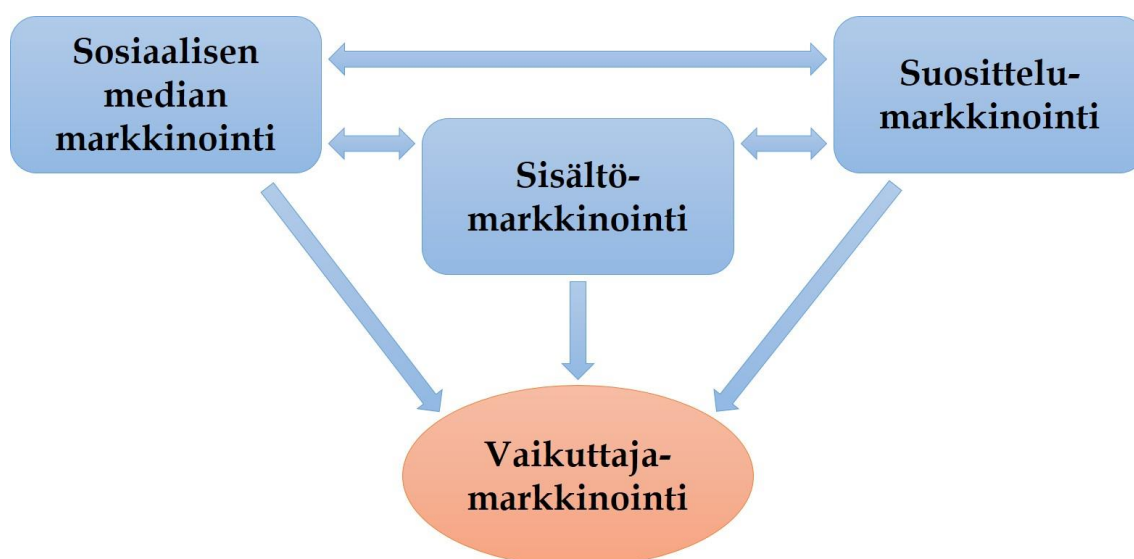 Sosiaalisen
median
markkinointi
Suosittelu-
markkinointi
Sisältö-
markkinointi
Vaikuttaja-
markkinointi